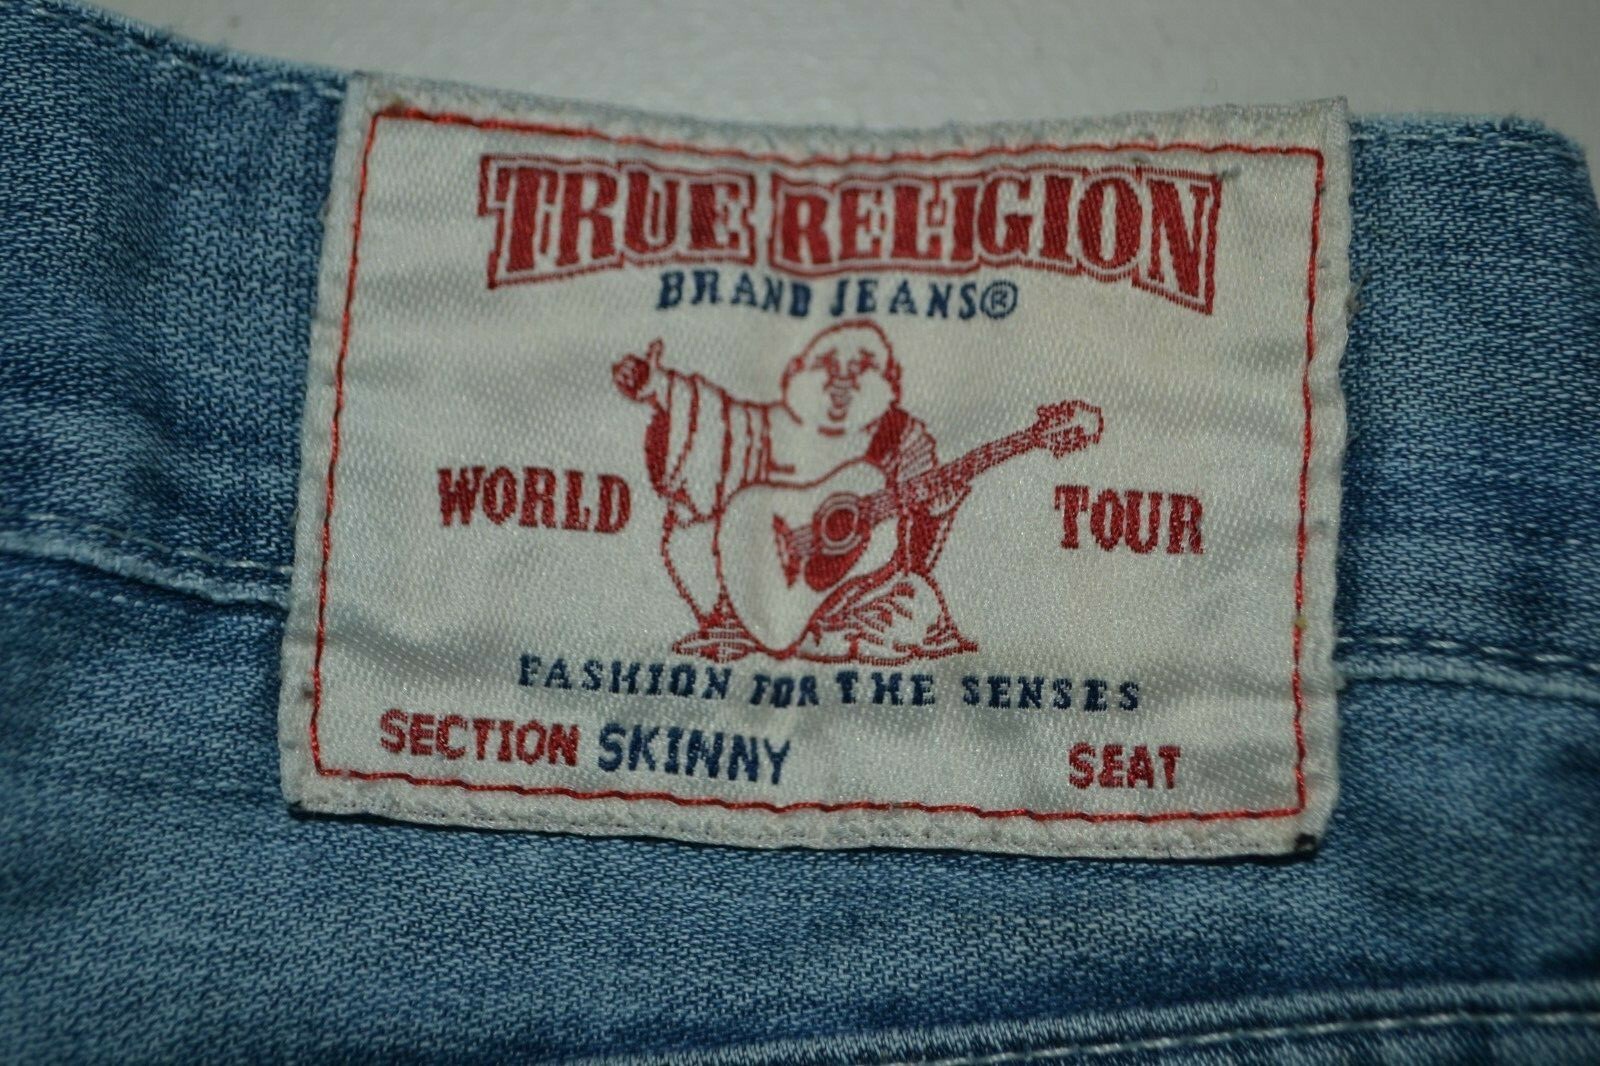 TRUE RELIGION
BRAND JEANS®
WORLD TOUR
FASHION FOR THE SENSES
SECTION SKINNY SEAT